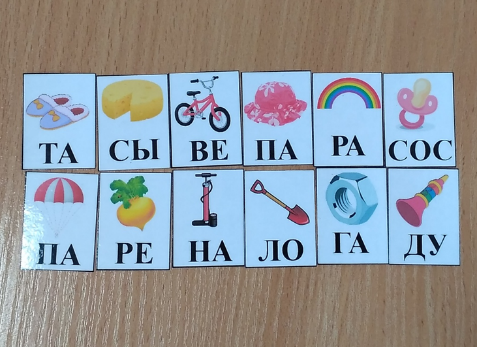 ТА СЫ ВЕ ПА РА СОС
ПА РЕ НА ЛО ГА ДУ